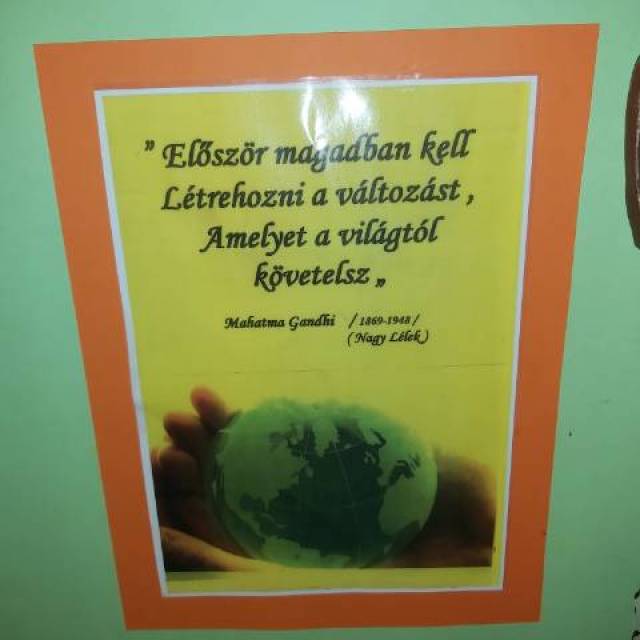 ” Először magadban kell
Létrehozni a változást ,
Amelyet a világtól
követelsz „
Mahatma Gandhi / 1869-1948 /
( Nagy Lélek )